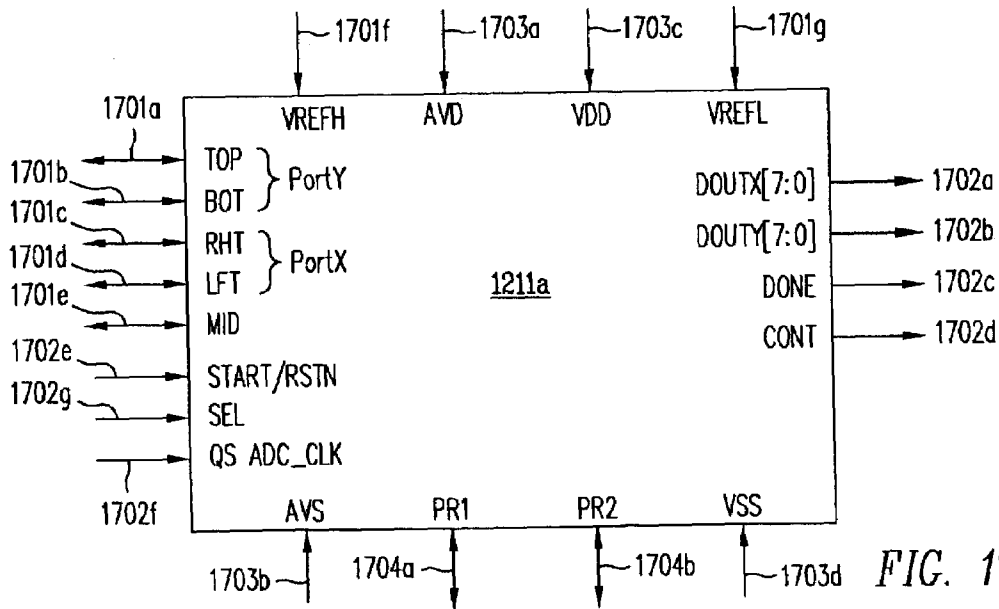 1701f 1703a 1703c 1701g
VREFH AVD VDD VREFL
1701a TOP
PortY
1701b BOT
DOUTX[7:0] 1702a
1701c RHT
DOUTY[7:0] 1702b
PortX
1701d LFT
1211a
DONE 1702c
1701e MID
CONT 1702d
1702e START/RSTN
1702g SEL
QS ADC_CLK
1702f
AVS PR1 PR2 VSS
1703b 1704a 1704b 1703d
FIG. 1